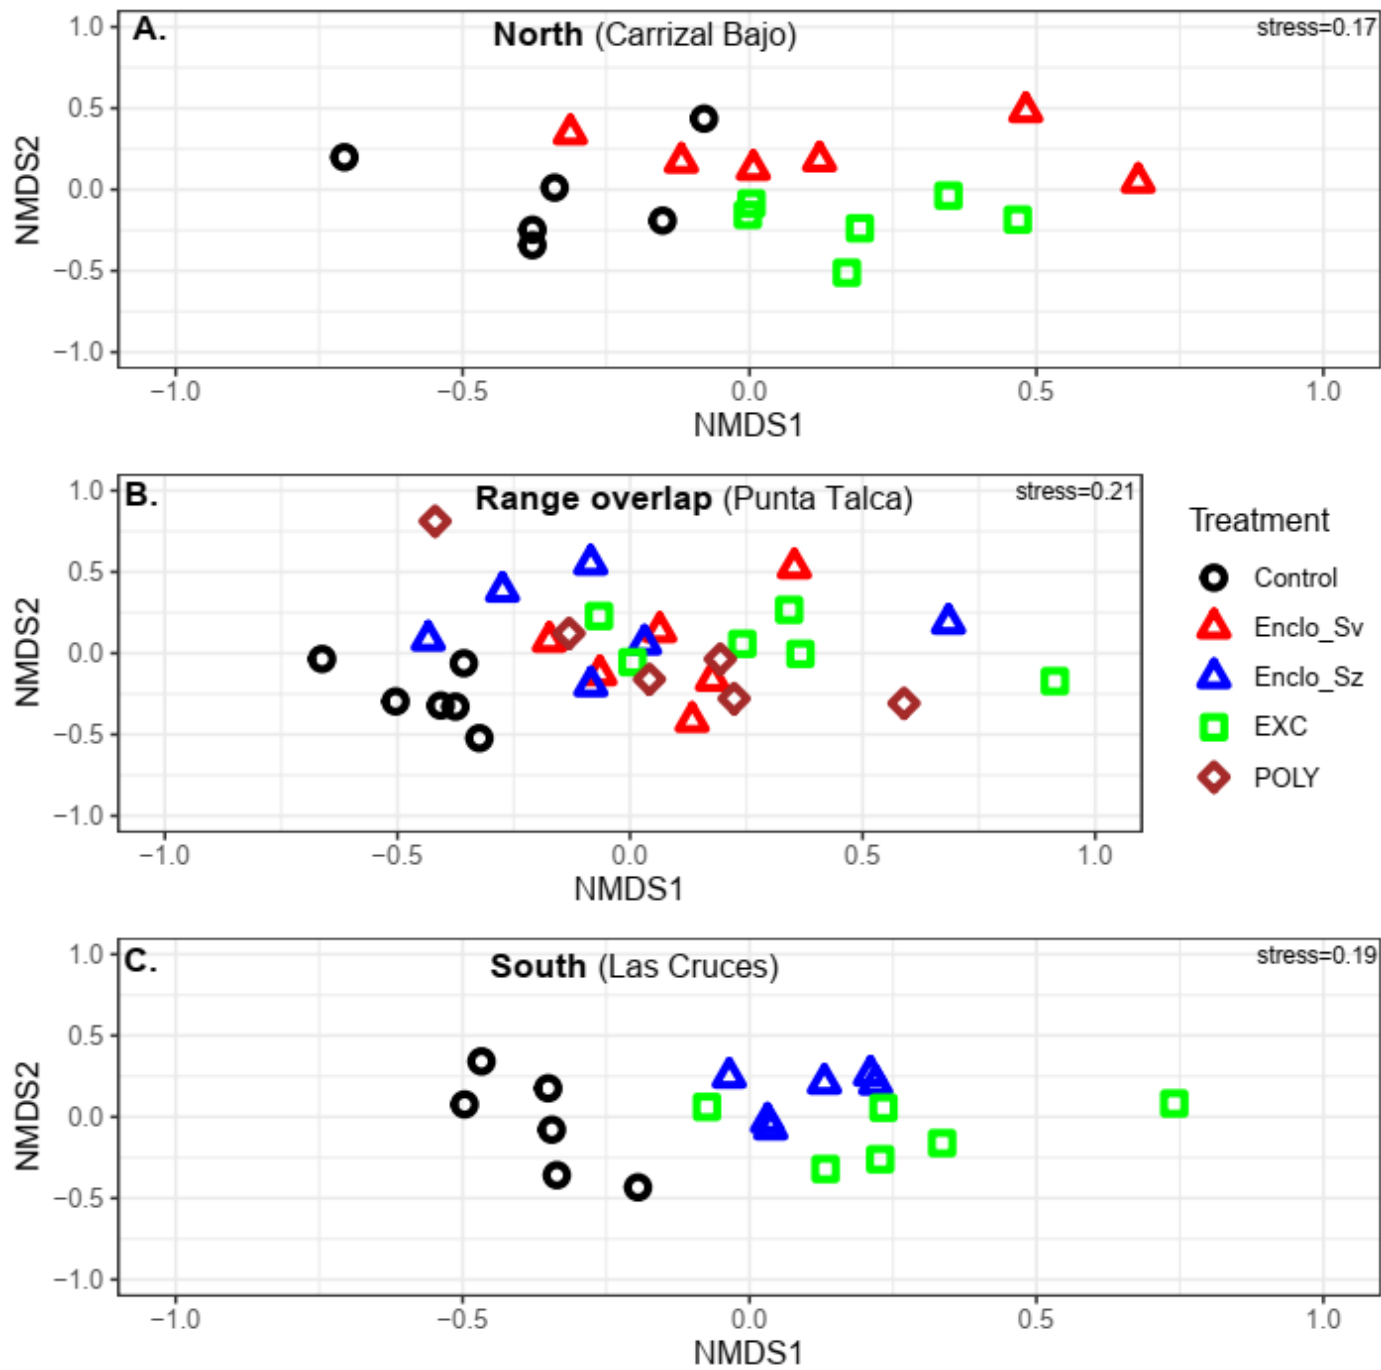 A.
North (Carrizal Bajo)
stress=0.17
1.0
0.5
0.0
−0.5
−1.0
NMDS2
−1.0 −0.5 0.0 0.5 1.0
NMDS1
B.
Range overlap (Punta Talca)
stress=0.21
1.0
0.5
0.0
−0.5
−1.0
NMDS2
−1.0 −0.5 0.0 0.5 1.0
NMDS1
Treatment
Control
Enclo_Sv
Enclo_Sz
EXC
POLY
C.
South (Las Cruces)
stress=0.19
1.0
0.5
0.0
−0.5
−1.0
NMDS2
−1.0 −0.5 0.0 0.5 1.0
NMDS1